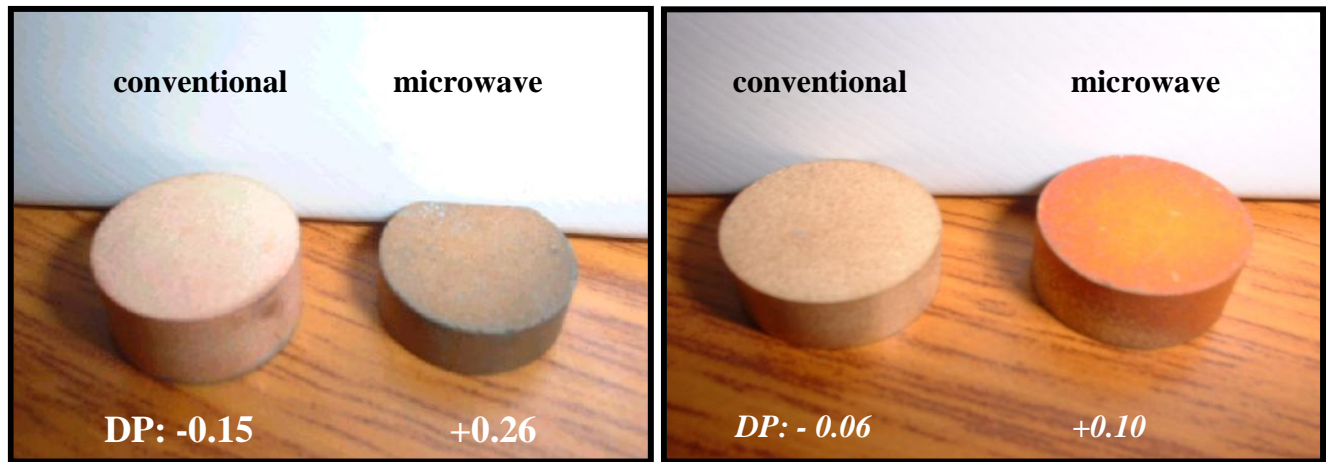 conventional microwave
DP: -0.15 +0.26
conventional microwave
DP: - 0.06 +0.10